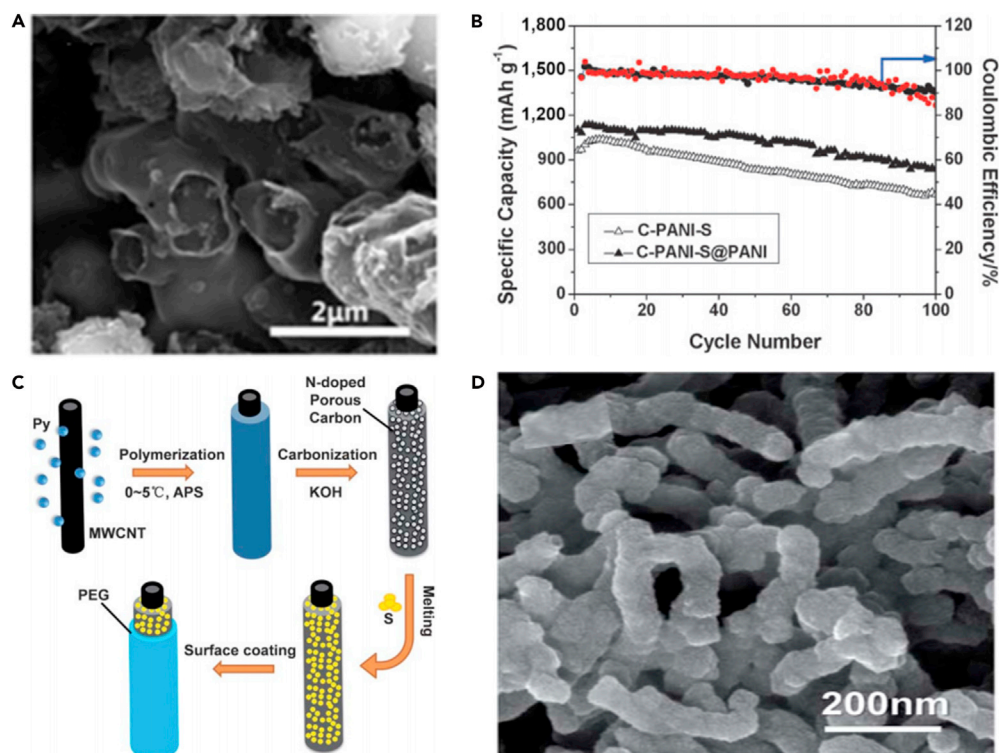 A
2μm
B
1,800
1,500
1,200
900
600
300
0
Specific Capacity (mAh g⁻¹)
120
100
80
60
40
20
0
Coulombic Efficiency/%
C-PANI-S
C-PANI-S@PANI
0 20 40 60 80 100
Cycle Number
C
Py
MWCNT
Polymerization
0~5℃, APS
N-doped
Porous
Carbon
Carbonization
KOH
Melting
S
PEG
Surface coating
D
200nm